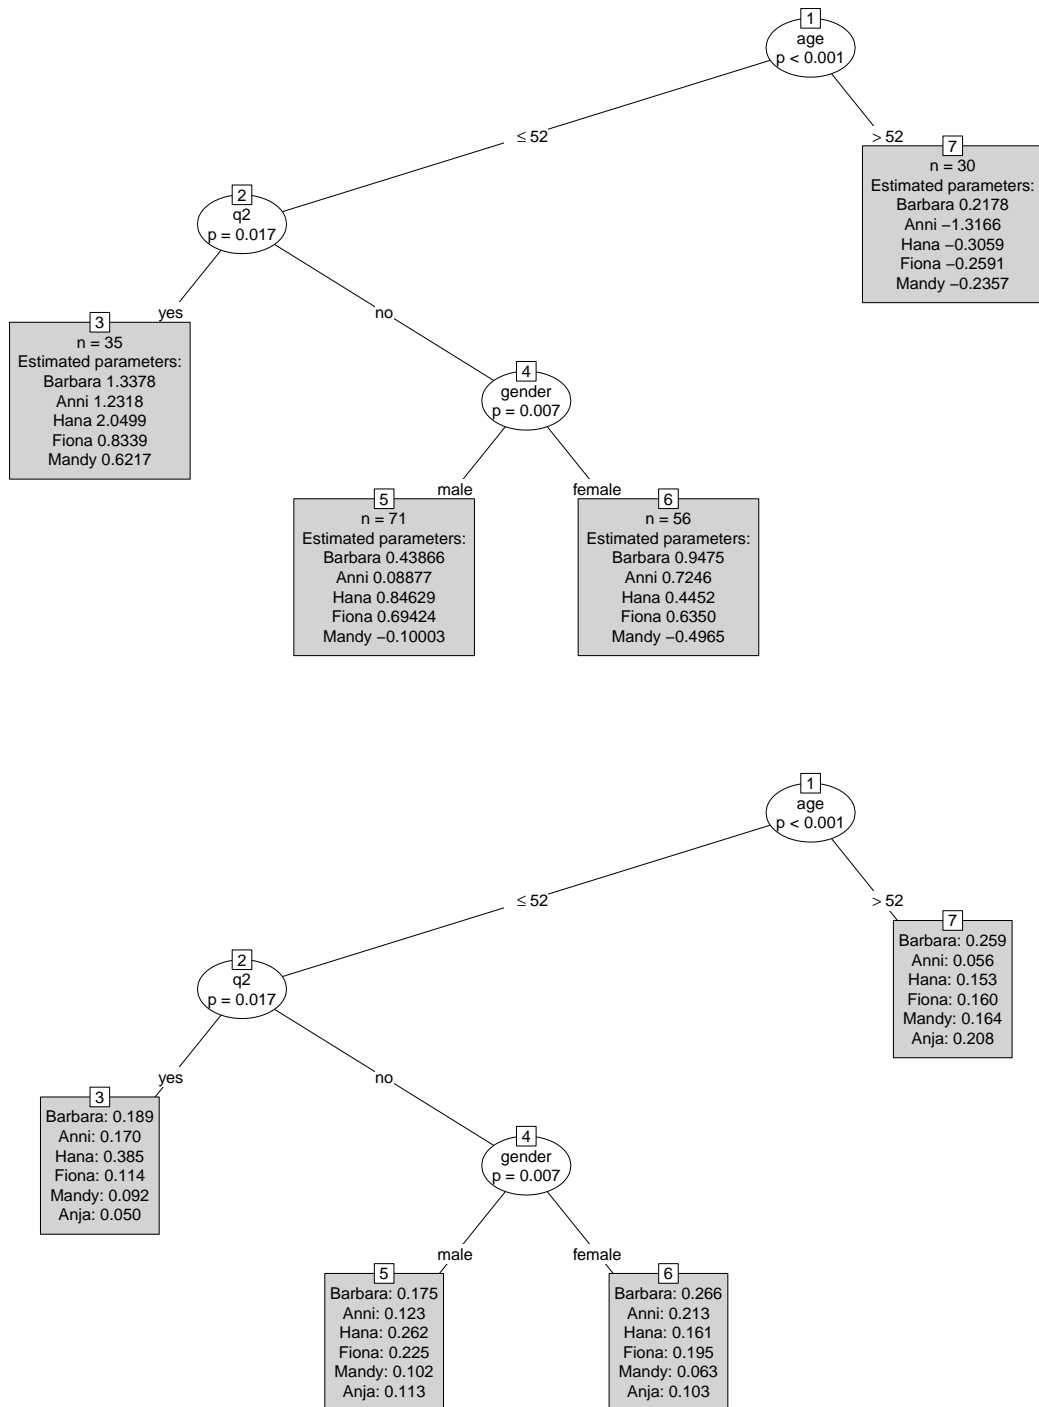 1
age
p < 0.001
≤ 52
> 52
7
n = 30
Estimated parameters:
Barbara 0.2178
Anni −1.3166
Hana −0.3059
Fiona −0.2591
Mandy −0.2357
2
q2
p = 0.017
yes
no
3
n = 35
Estimated parameters:
Barbara 1.3378
Anni 1.2318
Hana 2.0499
Fiona 0.8339
Mandy 0.6217
4
gender
p = 0.007
male
female
5
n = 71
Estimated parameters:
Barbara 0.43866
Anni 0.08877
Hana 0.84629
Fiona 0.69424
Mandy −0.10003
6
n = 56
Estimated parameters:
Barbara 0.9475
Anni 0.7246
Hana 0.4452
Fiona 0.6350
Mandy −0.4965
1
age
p < 0.001
≤ 52
> 52
7
Barbara: 0.259
Anni: 0.056
Hana: 0.153
Fiona: 0.160
Mandy: 0.164
Anja: 0.208
2
q2
p = 0.017
yes
no
3
Barbara: 0.189
Anni: 0.170
Hana: 0.385
Fiona: 0.114
Mandy: 0.092
Anja: 0.050
4
gender
p = 0.007
male
female
5
Barbara: 0.175
Anni: 0.123
Hana: 0.262
Fiona: 0.225
Mandy: 0.102
Anja: 0.113
6
Barbara: 0.266
Anni: 0.213
Hana: 0.161
Fiona: 0.195
Mandy: 0.063
Anja: 0.103